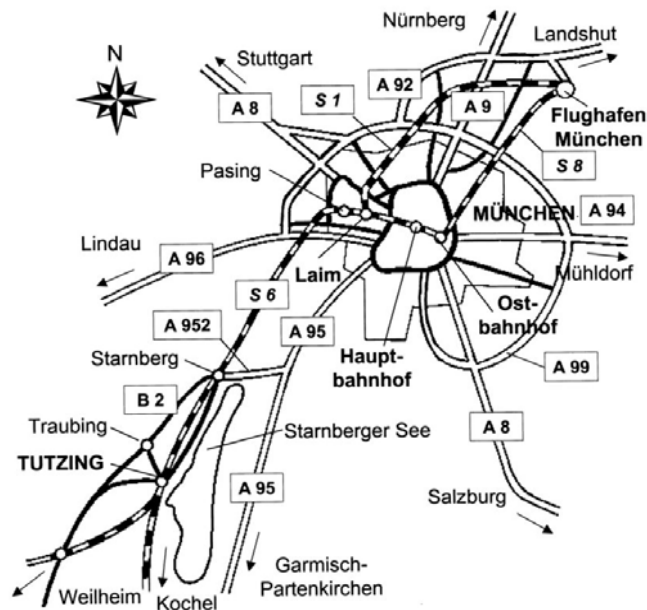 N
Nürnberg
Landshut
Stuttgart
A 92
A 8
S 1
A 9
Flughafen
München
S 8
Pasing
MÜNCHEN
A 94
Lindau
A 96
Laim
Mühldorf
S 6
Ost-
bahnhof
A 952
A 95
Haupt-
bahnhof
Starnberg
A 99
B 2
Traubing
Starnberger See
A 8
TUTZING
A 95
Salzburg
Garmisch-
Partenkirchen
Weilheim
Kochel